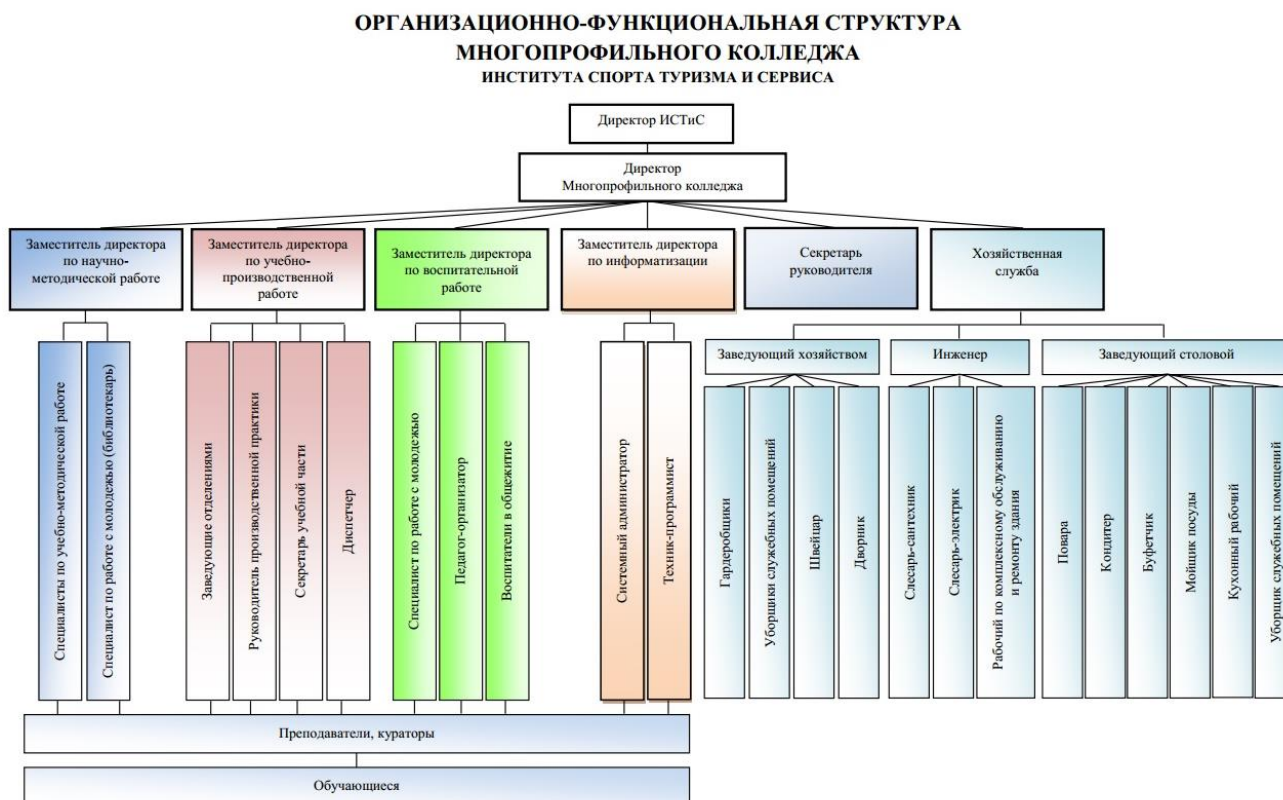 ОРГАНИЗАЦИОННО-ФУНКЦИОНАЛЬНАЯ СТРУКТУРА
МНОГОПРОФИЛЬНОГО КОЛЛЕДЖА
ИНСТИТУТА СПОРТА ТУРИЗМА И СЕРВИСА
Директор ИСТиС
Директор
Многопрофильного колледжа
Заместитель директора
по научно-
методической работе
Заместитель директора
по учебно-
производственной
работе
Заместитель директора
по воспитательной
работе
Заместитель директора
по информатизации
Секретарь
руководителя
Хозяйственная
служба
Специалисты по учебно-методической работе
Специалист по работе с молодежью (библиотекарь)
Заведующие отделениями
Руководитель производственной практики
Секретарь учебной части
Диспетчер
Специалист по работе с молодежью
Педагог-организатор
Воспитатели в общежитие
Системный администратор
Техник-программист
Заведующий хозяйством
Гардеробщики
Уборщики служебных помещений
Швейцар
Дворник
Инженер
Слесарь-сантехник
Слесарь-электрик
Рабочий по комплексному обслуживанию
и ремонту здания
Заведующий столовой
Повара
Кондитер
Буфетчик
Мойщик посуды
Кухонный рабочий
Уборщик служебных помещений
Преподаватели, кураторы
Обучающиеся